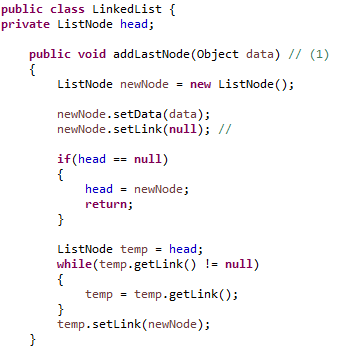 public class LinkedList {
private ListNode head;
public void addLastNode(Object data) // (1)
{
ListNode newNode = new ListNode();
newNode.setData(data);
newNode.setLink(null); //
if(head == null)
{
head = newNode;
return;
}
ListNode temp = head;
while(temp.getLink() != null)
{
temp = temp.getLink();
}
temp.setLink(newNode);
}